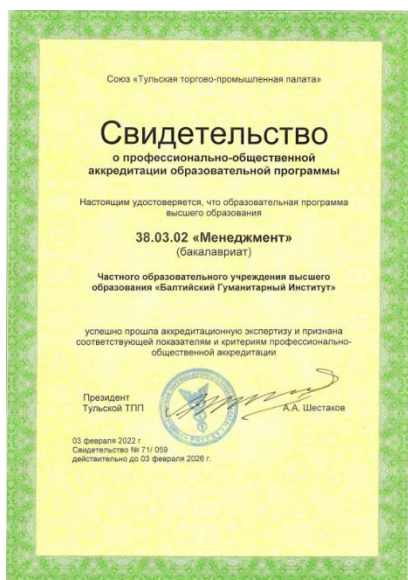 Союз «Тульская торгово-промышленная палата»
Свидетельство
о профессионально-общественной
аккредитации образовательной программы
Настоящим удостоверяется, что образовательная программа
высшего образования
38.03.02 «Менеджмент»
(бакалавриат)
Частного образовательного учреждения высшего
образования «Балтийский Гуманитарный Институт»
успешно прошла аккредитационную экспертизу и признана
соответствующей показателям и критериям профессионально-
общественной аккредитации
Президент
Тульской ТПП
А.А. Шестаков
03 февраля 2022 г
Свидетельство № 71/ 059
действительно до 03 февраля 2026 г.